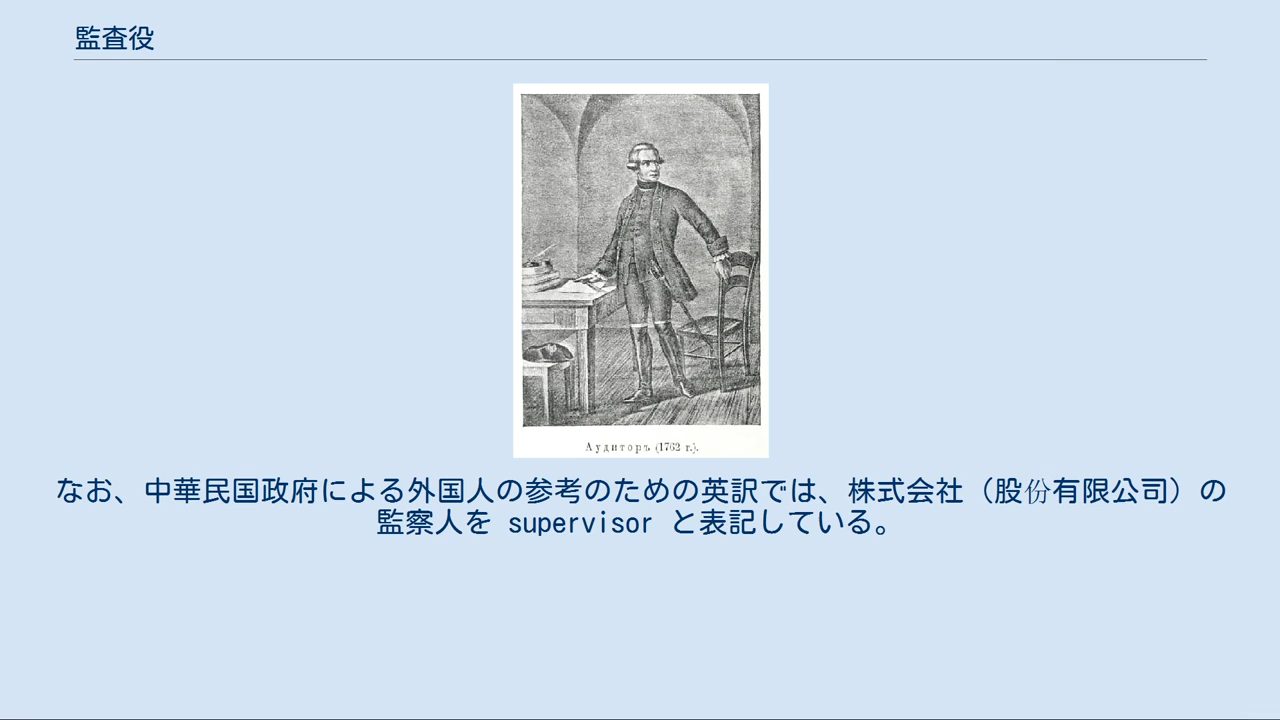 監査役
Аудиторъ (1762 г.).
なお、中華民国政府による外国人の参考のための英訳では、株式会社（股份有限公司）の
監察人を supervisor と表記している。